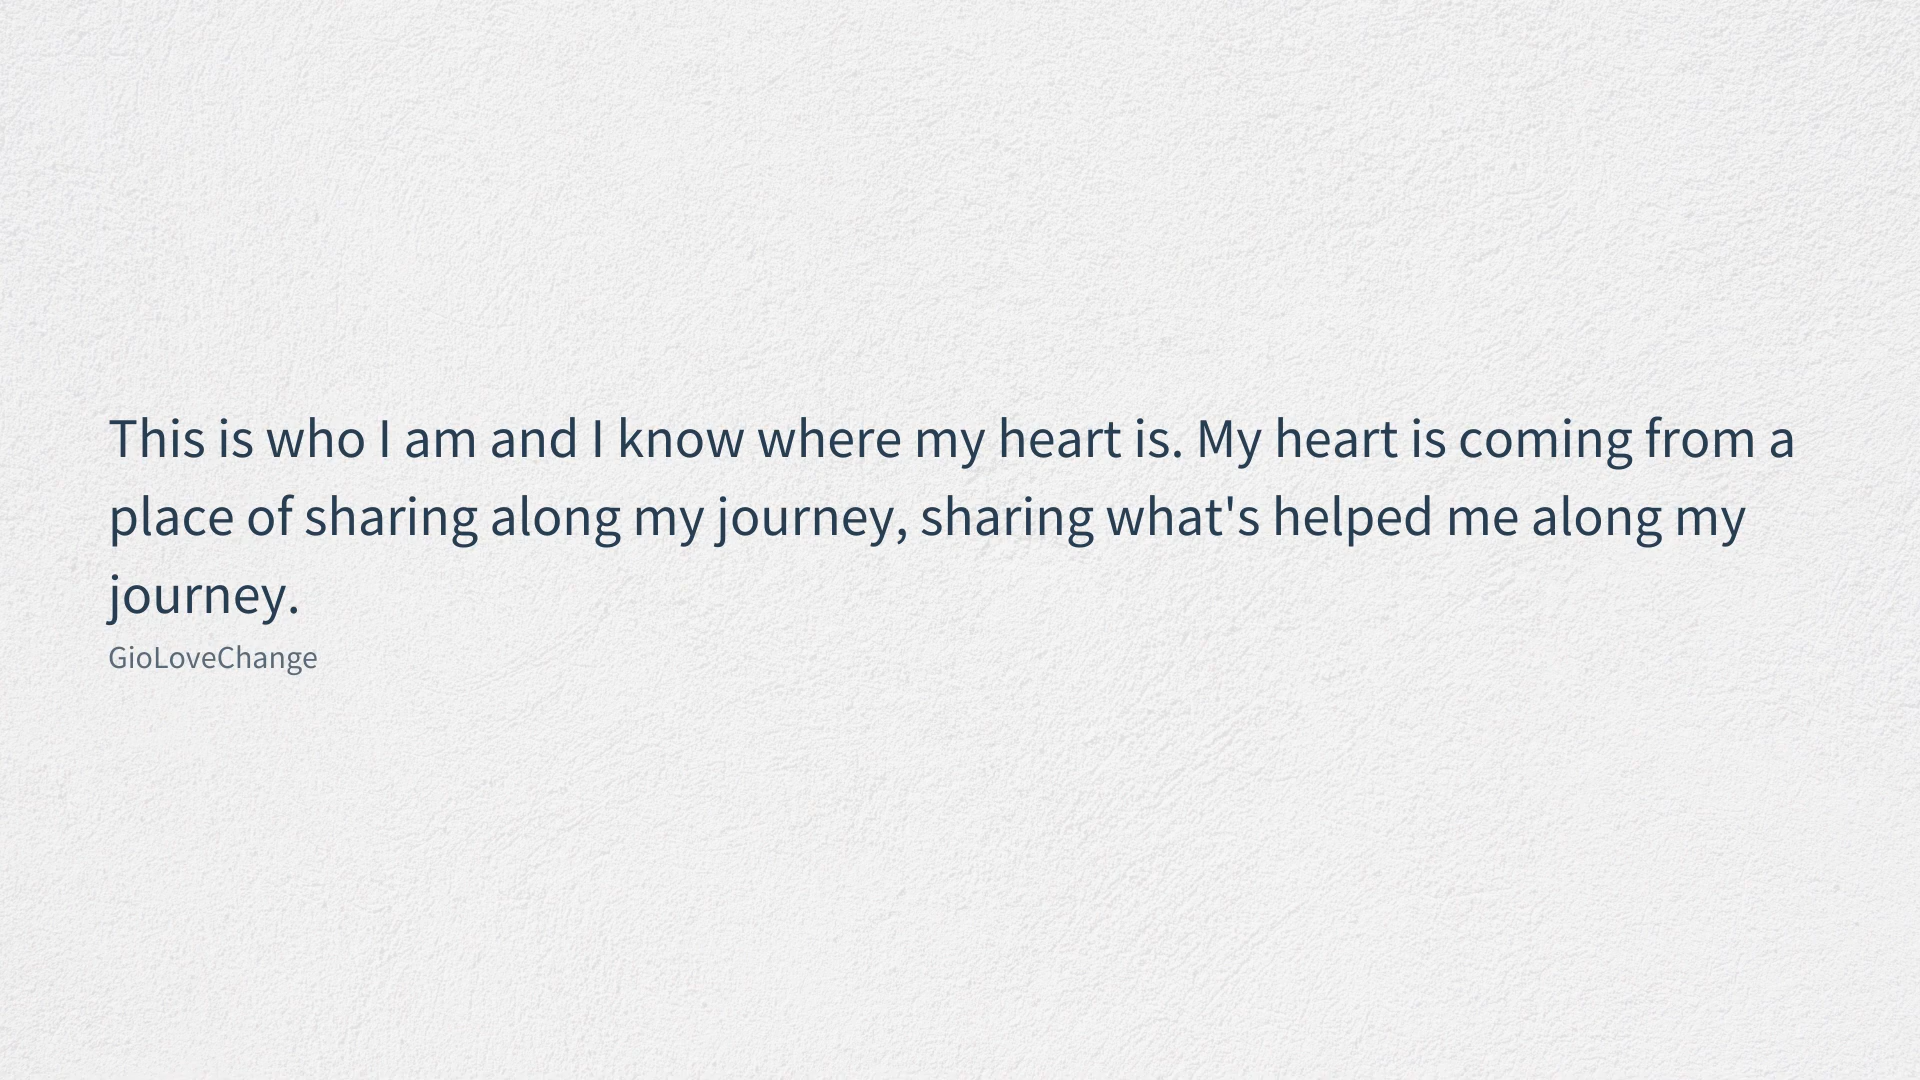 This is who I am and I know where my heart is. My heart is coming from a
place of sharing along my journey, sharing what's helped me along my
journey.
GioLoveChange